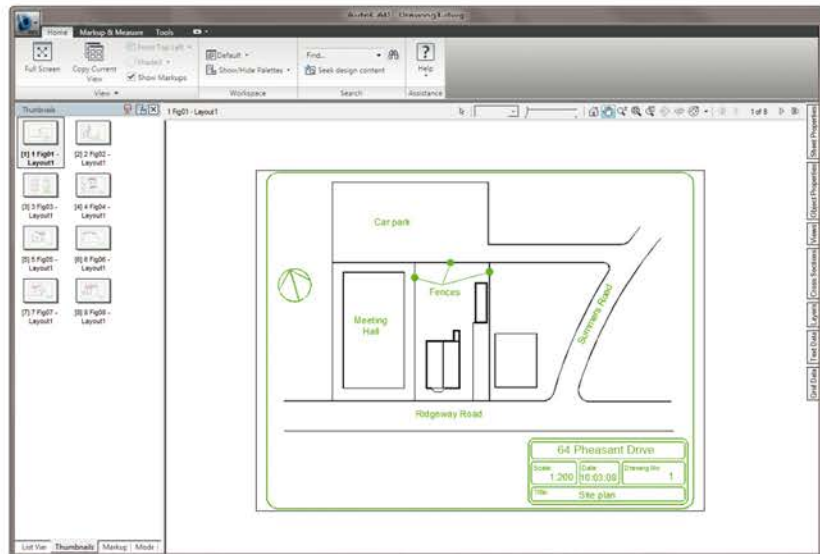 Home Markup & Measure Tools
Full Screen
Copy Current View
Front Top Left
Show Markups
View
Default
Show/Hide Palettes
Workspace
Find...
Seek design content
Search
Help
Assistance
Thumbnails
[1] 1 Fig01 - Layout1
[2] 2 Fig02 - Layout1
[3] 3 Fig03 - Layout1
[4] 4 Fig04 - Layout1
[5] 5 Fig05 - Layout1
[6] 6 Fig06 - Layout1
[7] 7 Fig07 - Layout1
[8] 8 Fig08 - Layout1
List View Thumbnails Markup Mode
1 Fig01 - Layout1
1 of 8
Car park
Fences
Meeting Hall
Summers Road
Ridgeway Road
64 Pheasant Drive
Scale 1:200
Date 10:03:09
Drawing No 1
Title: Site plan
Sheet Properties
Object Properties
Views
Cross Sections
Layers
Text Data
Grid Data